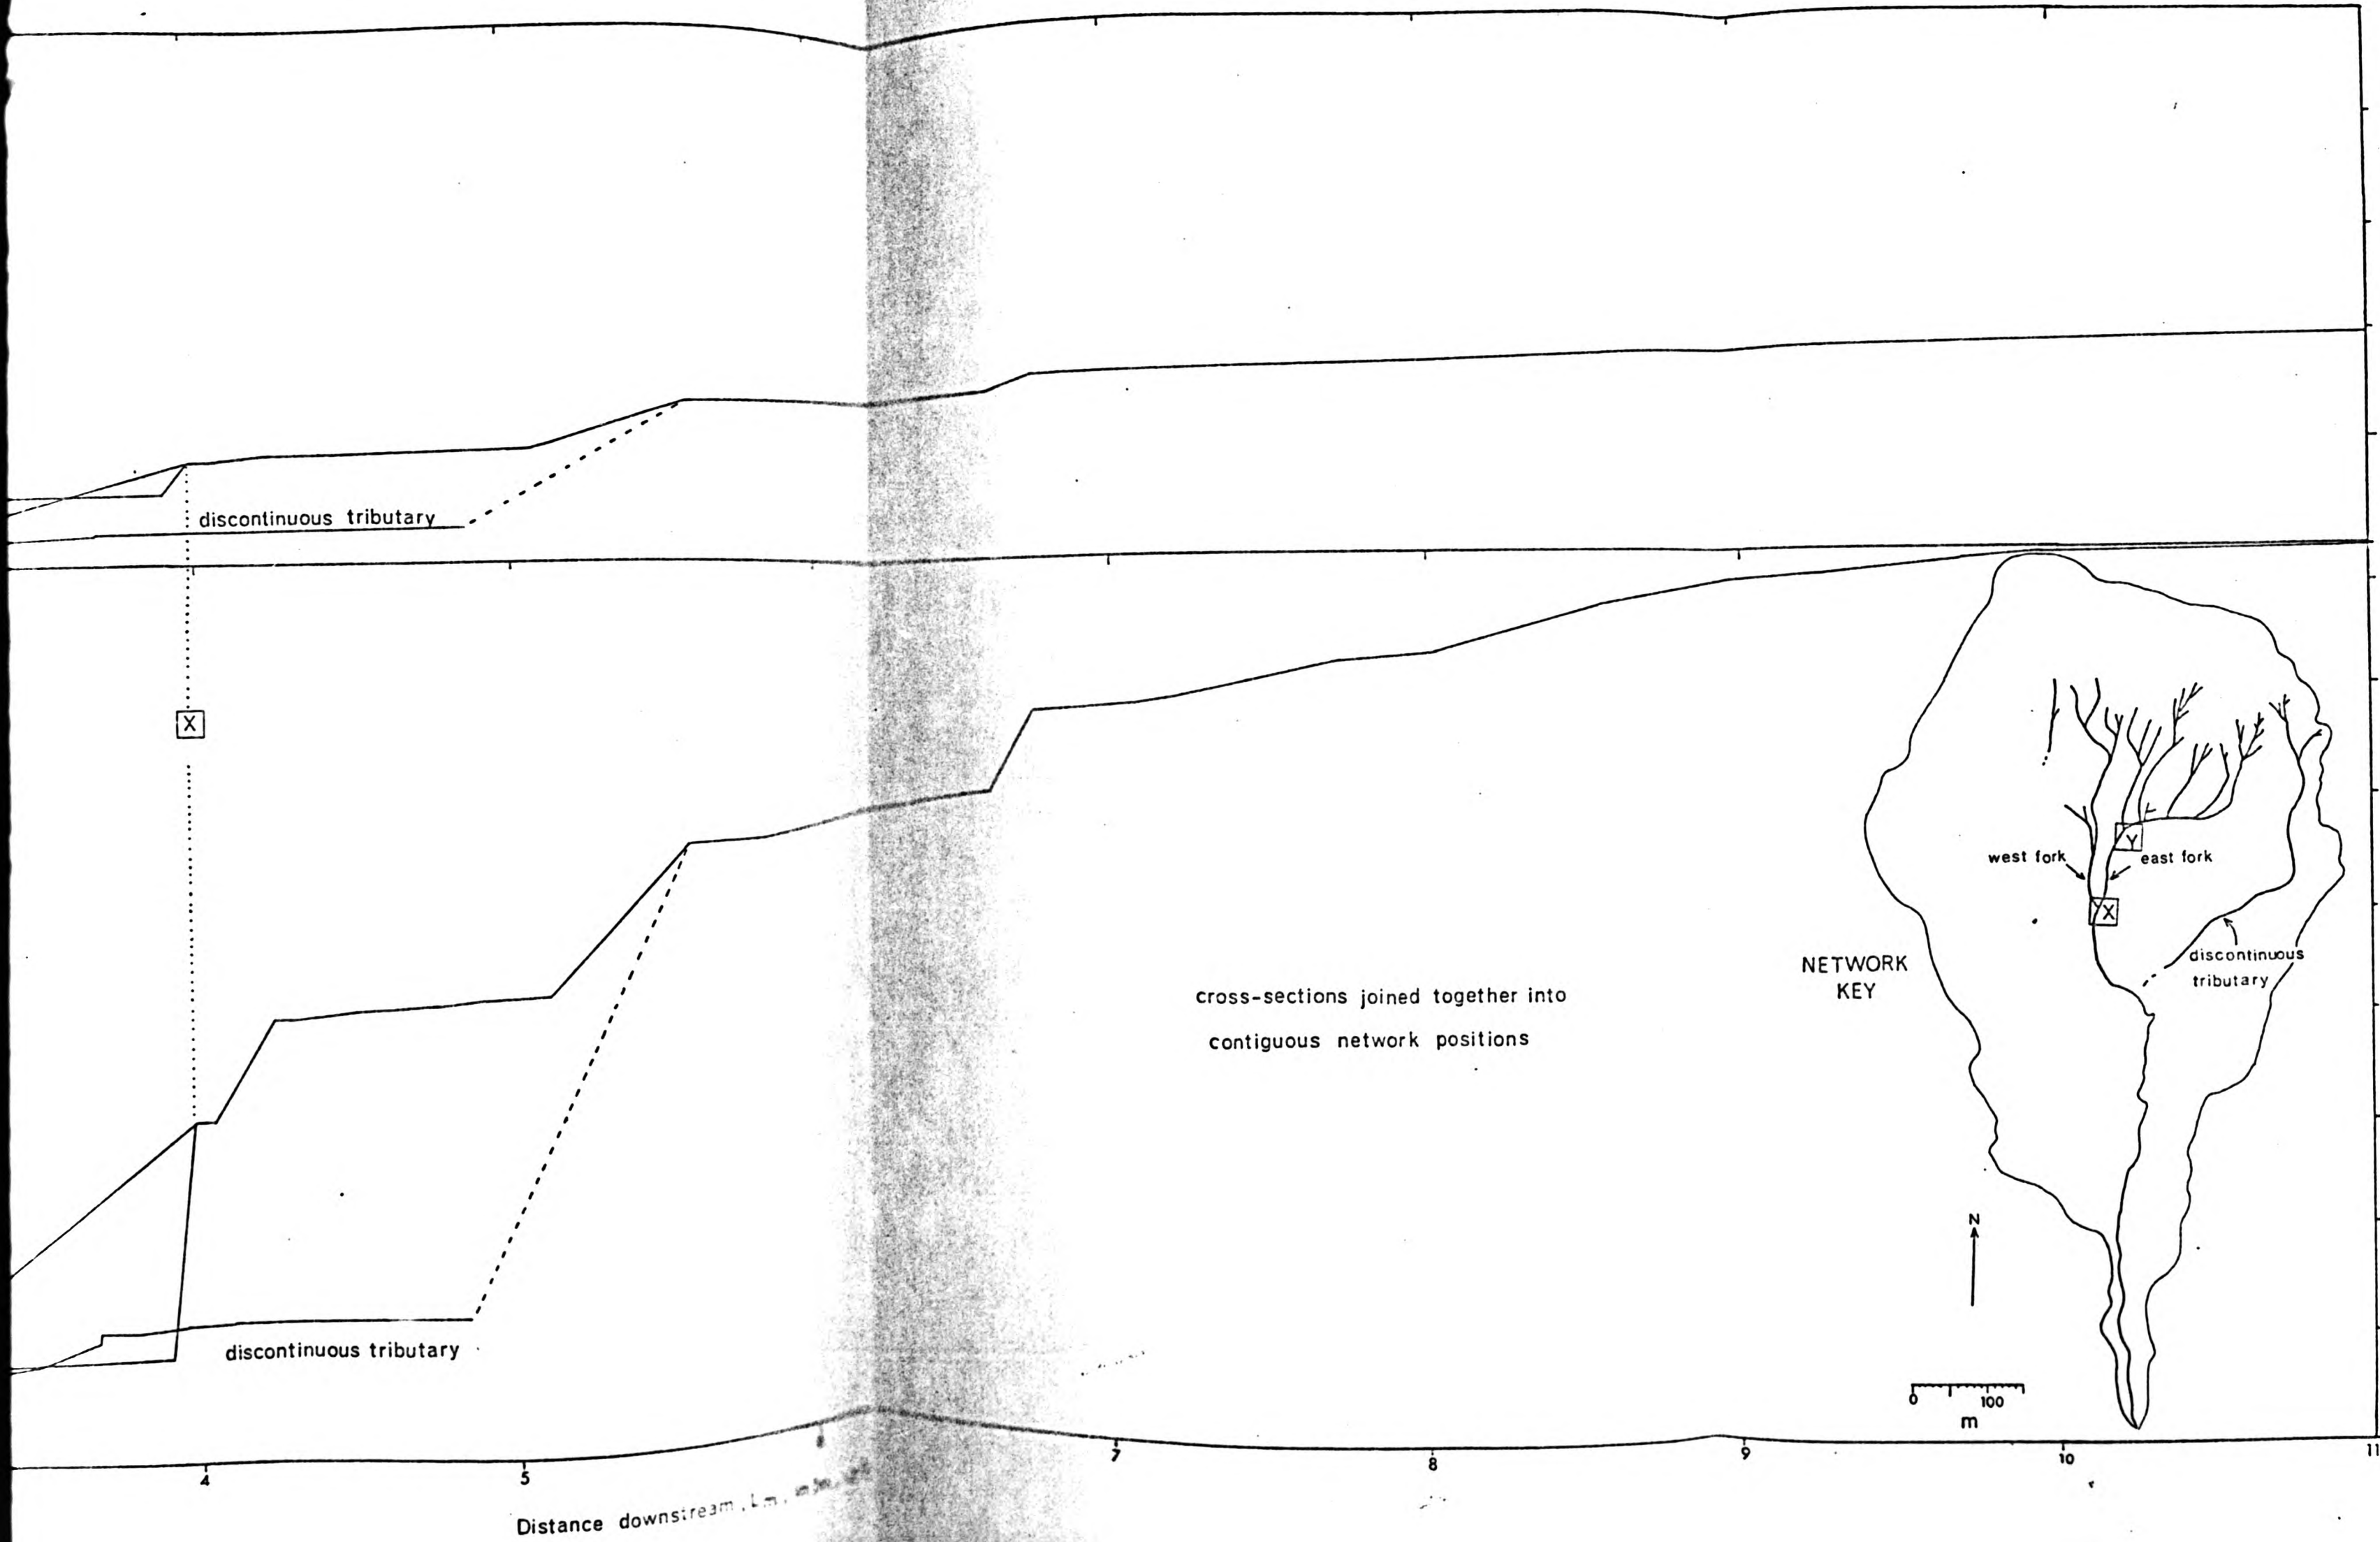 discontinuous tributary
X
Y
west fork
east fork
X
discontinuous
tributary
NETWORK
KEY
cross-sections joined together into
contiguous network positions
N
discontinuous tributary
0 100
m
4 5 7 8 9 10 11
Distance downstream, Lm,